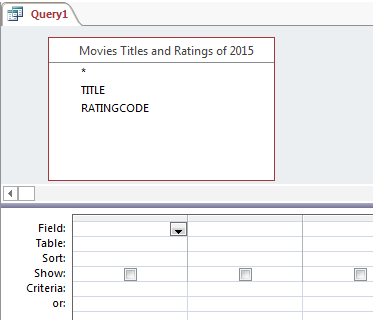 Query1
Movies Titles and Ratings of 2015
*
TITLE
RATINGCODE
Field:
Table:
Sort:
Show:
Criteria:
or: